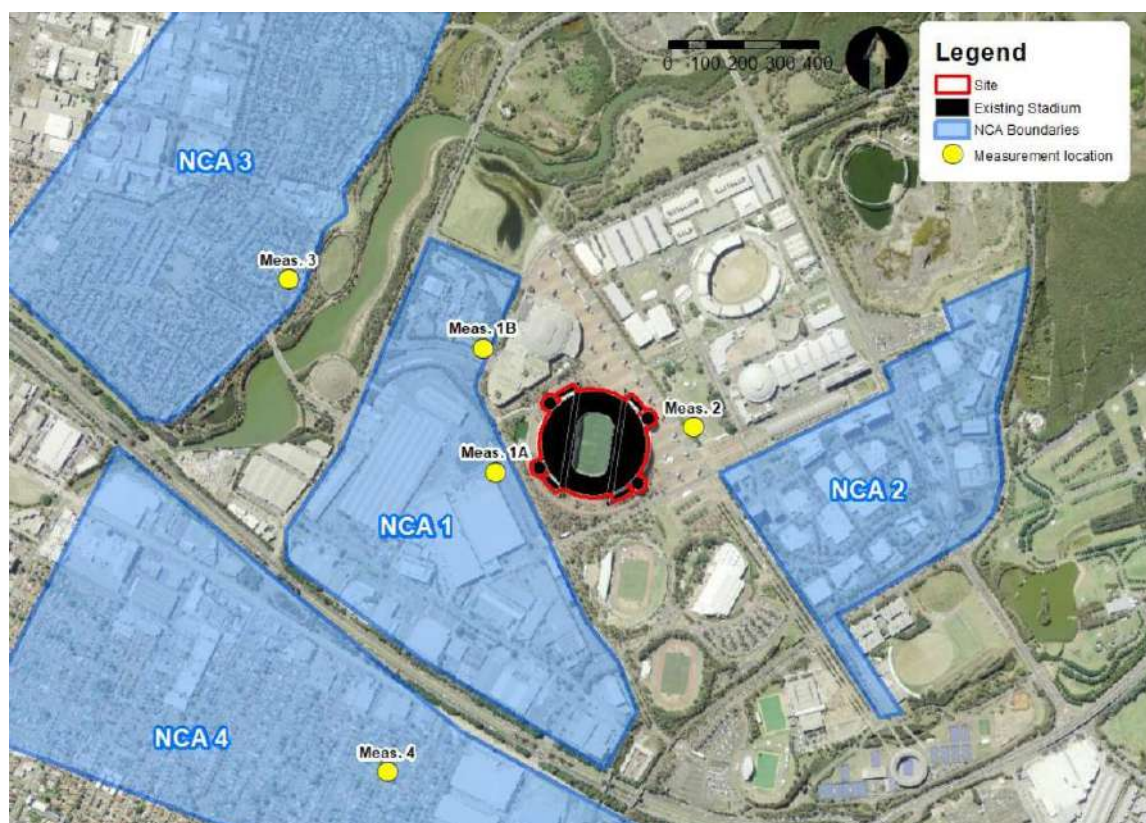 Metres
0 100 200 300 400
Legend
Site
Existing Stadium
NCA Boundaries
Measurement location
NCA 3
Meas. 3
Meas. 1B
Meas. 2
Meas. 1A
NCA 2
NCA 1
NCA 4
Meas. 4